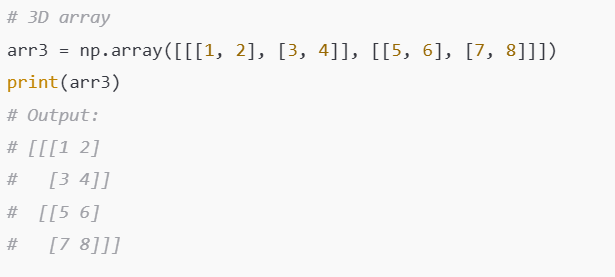 # 3D array
arr3 = np.array([[[1, 2], [3, 4]], [[5, 6], [7, 8]]])
print(arr3)
# Output:
# [[[1 2]
#   [3 4]]
#  [[5 6]
#   [7 8]]]